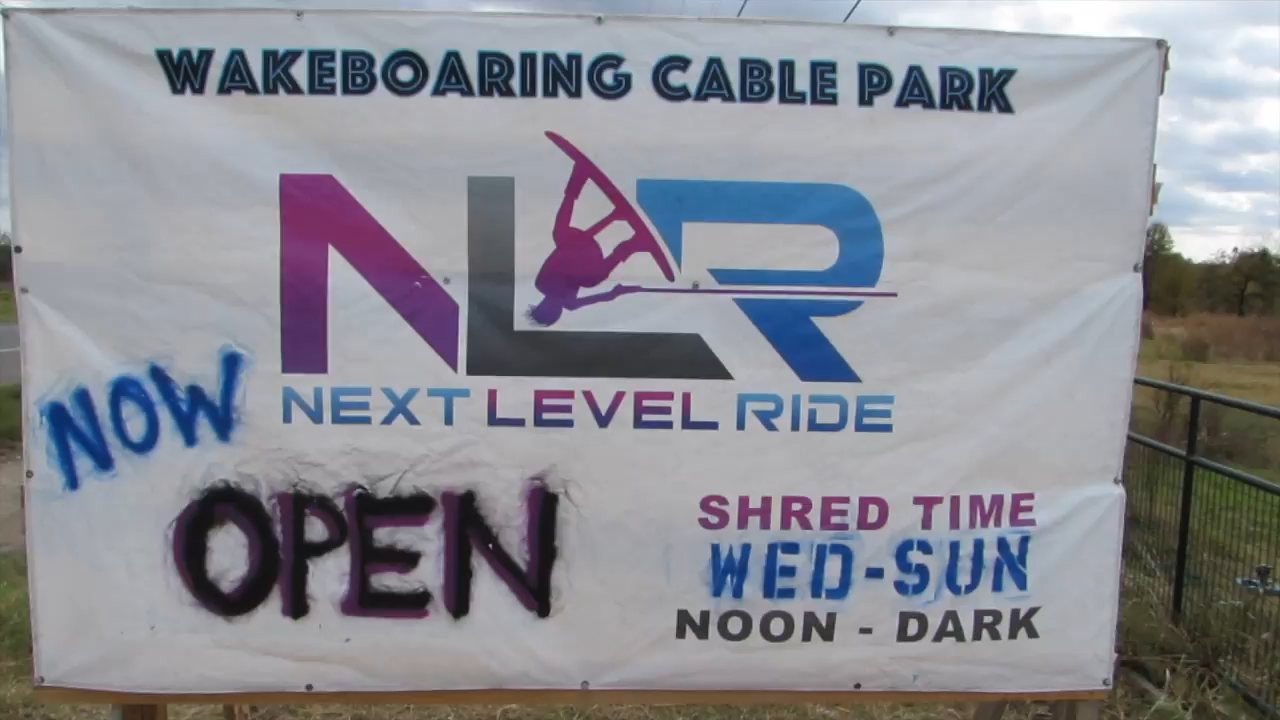 WAKEBOARING CABLE PARK
NLR
NEXT LEVEL RIDE
NOW
OPEN
SHRED TIME
WED-SUN
NOON - DARK